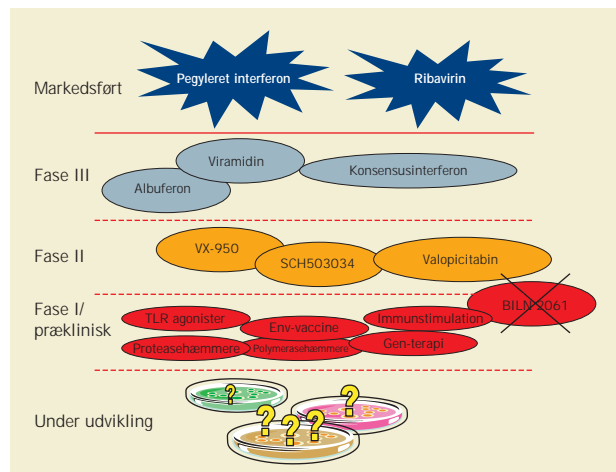 Markedsført
Pegyleret interferon
Ribavirin
Fase III
Viramidin
Konsensusinterferon
Albuferon
Fase II
VX-950
SCH503034
Valopicitabin
Fase I/
præklinisk
BILN 2061
TLR agonister
Env-vaccine
Immunstimulation
Proteasehæmmere
Polymerasehæmmere
Gen-terapi
Under udvikling
?
?
? ? ?